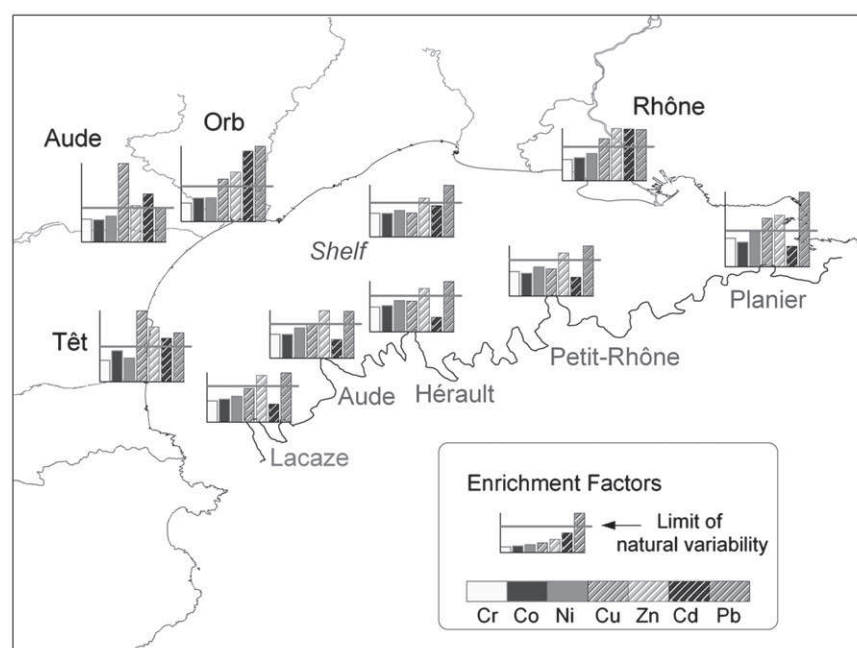 Rhône
Orb
Aude
Shelf
Planier
Têt
Petit-Rhône
Aude
Hérault
Lacaze
Enrichment Factors
Limit of
natural variability
Cr Co Ni Cu Zn Cd Pb